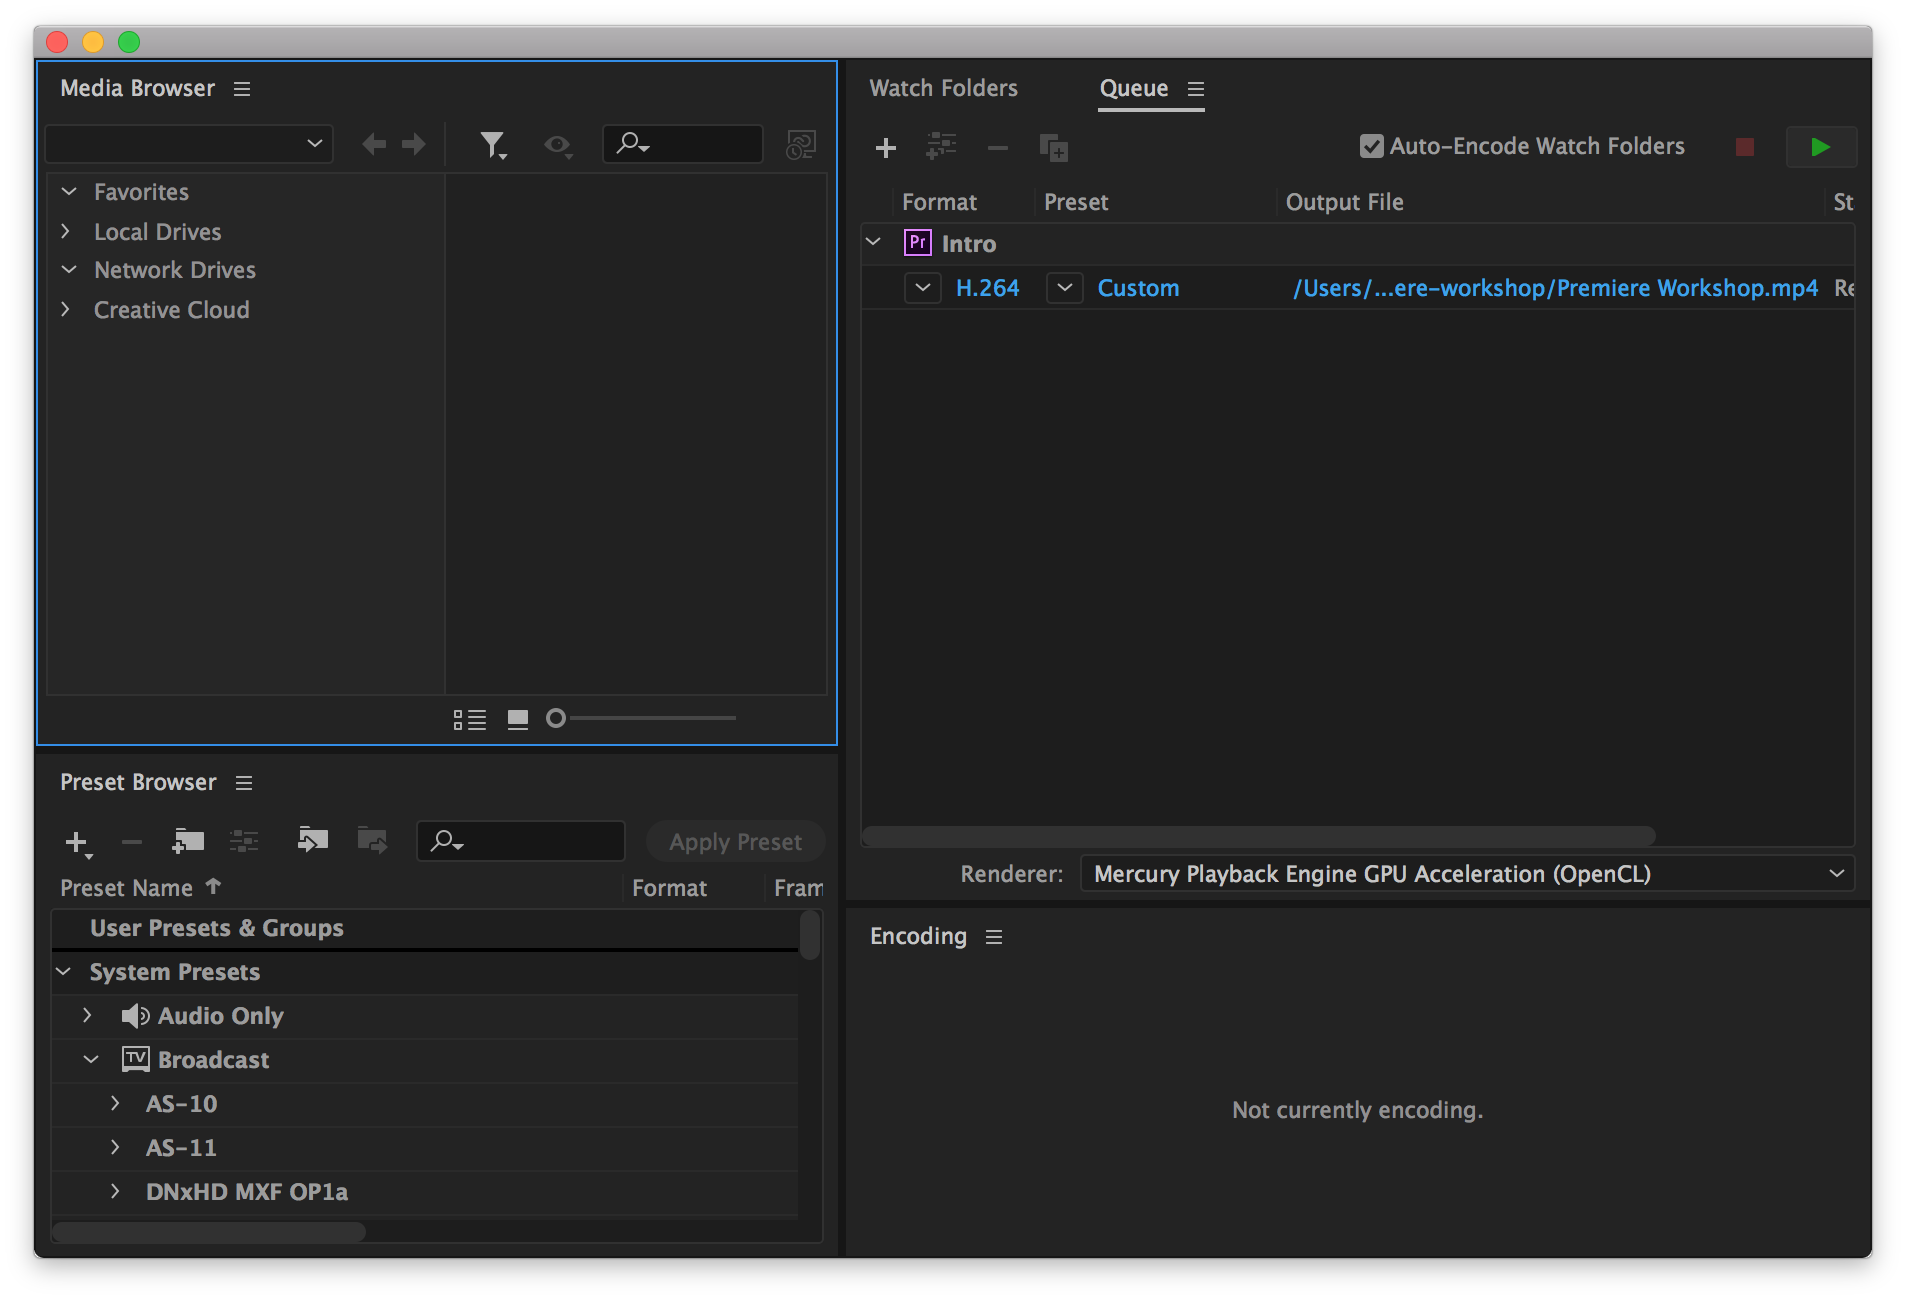 Media Browser
Favorites
Local Drives
Network Drives
Creative Cloud
Preset Browser
Apply Preset
Preset Name Format Fram
User Presets & Groups
System Presets
Audio Only
TV Broadcast
AS-10
AS-11
DNxHD MXF OP1a
Watch Folders Queue
Auto-Encode Watch Folders
Format Preset Output File St
Pr Intro
H.264 Custom /Users/...ere-workshop/Premiere Workshop.mp4 Re
Renderer: Mercury Playback Engine GPU Acceleration (OpenCL)
Encoding
Not currently encoding.